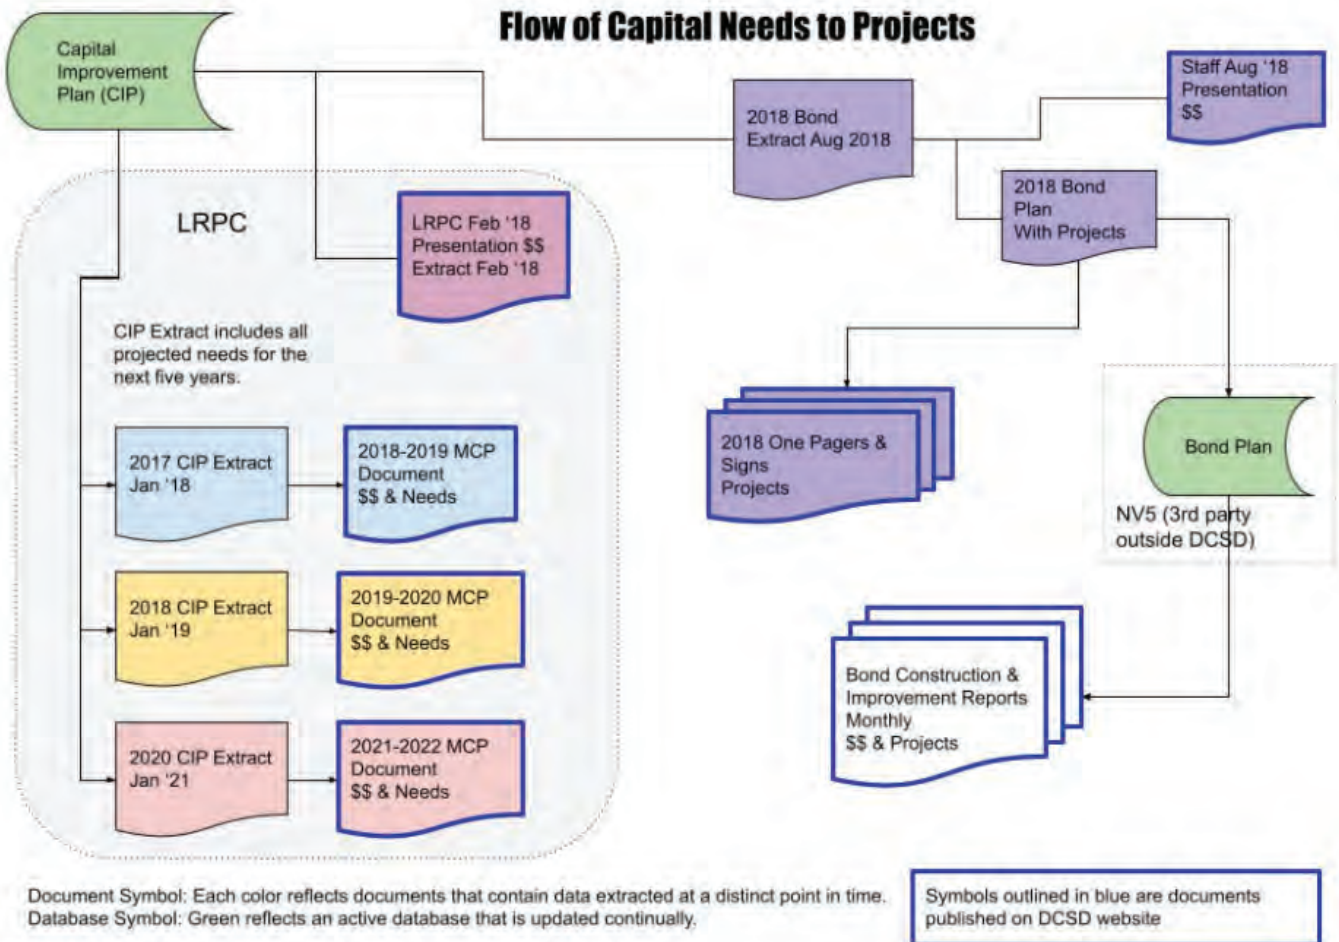 Flow of Capital Needs to Projects
Capital
Improvement
Plan (CIP)
2018 Bond
Extract Aug 2018
Staff Aug '18
Presentation
$$
2018 Bond
Plan
With Projects
LRPC
LRPC Feb '18
Presentation $$
Extract Feb '18
CIP Extract includes all
projected needs for the
next five years.
2017 CIP Extract
Jan '18
2018-2019 MCP
Document
$$ & Needs
2018 CIP Extract
Jan '19
2019-2020 MCP
Document
$$ & Needs
2020 CIP Extract
Jan '21
2021-2022 MCP
Document
$$ & Needs
2018 One Pagers &
Signs
Projects
Bond Plan
NV5 (3rd party
outside DCSD)
Bond Construction &
Improvement Reports
Monthly
$$ & Projects
Document Symbol: Each color reflects documents that contain data extracted at a distinct point in time.
Database Symbol: Green reflects an active database that is updated continually.
Symbols outlined in blue are documents
published on DCSD website